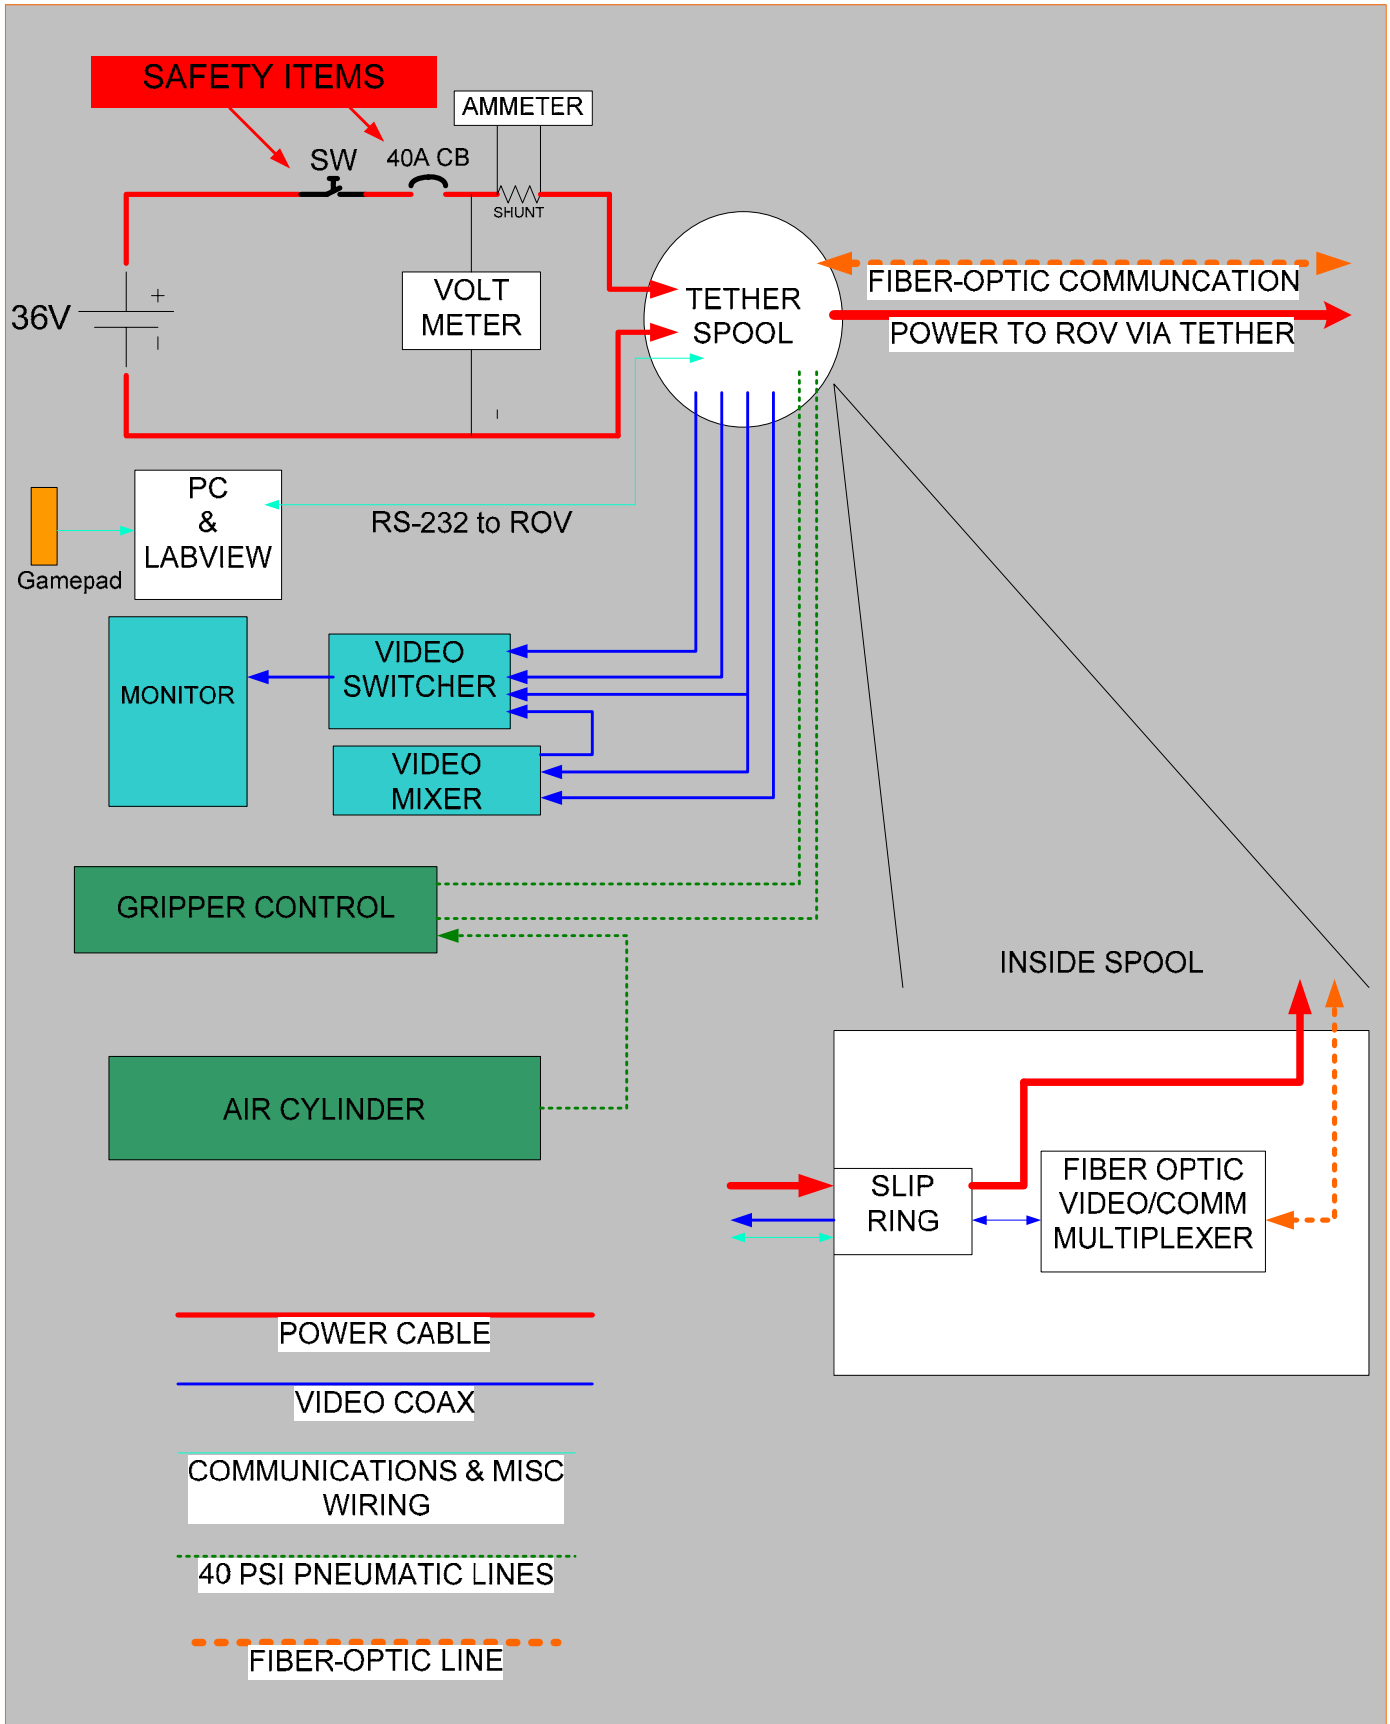 SAFETY ITEMS
AMMETER
SW
40A CB
SHUNT
36V
+
VOLT
METER
TETHER
SPOOL
FIBER-OPTIC COMMUNCATION
POWER TO ROV VIA TETHER
PC
&
LABVIEW
Gamepad
RS-232 to ROV
MONITOR
VIDEO
SWITCHER
VIDEO
MIXER
GRIPPER CONTROL
AIR CYLINDER
INSIDE SPOOL
SLIP
RING
FIBER OPTIC
VIDEO/COMM
MULTIPLEXER
POWER CABLE
VIDEO COAX
COMMUNICATIONS & MISC
WIRING
40 PSI PNEUMATIC LINES
FIBER-OPTIC LINE